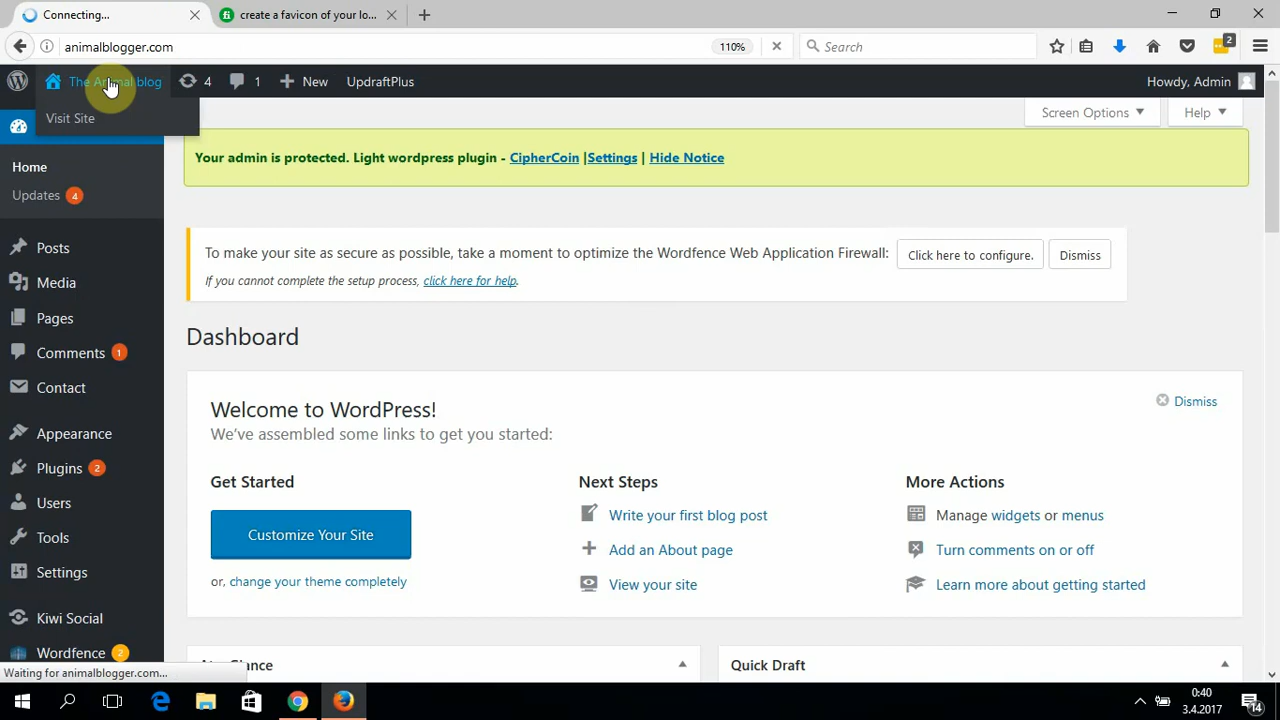 Connecting...
create a favicon of your lo...
animalblogger.com
110%
Search
2
The Animal blog
4
1
New
UpdraftPlus
Howdy, Admin
Visit Site
Screen Options
Help
Your admin is protected. Light wordpress plugin - CipherCoin |Settings | Hide Notice
Home
Updates 4
Posts
Media
Pages
Comments 1
Contact
Appearance
Plugins 2
Users
Tools
Settings
Kiwi Social
Wordfence 2
To make your site as secure as possible, take a moment to optimize the Wordfence Web Application Firewall:
Click here to configure.
Dismiss
If you cannot complete the setup process, click here for help.
Dashboard
Welcome to WordPress!
Dismiss
We've assembled some links to get you started:
Get Started
Customize Your Site
or, change your theme completely
Next Steps
Write your first blog post
Add an About page
View your site
More Actions
Manage widgets or menus
Turn comments on or off
Learn more about getting started
Glance
Quick Draft
Waiting for animalblogger.com...
0:40
3.4.2017
14